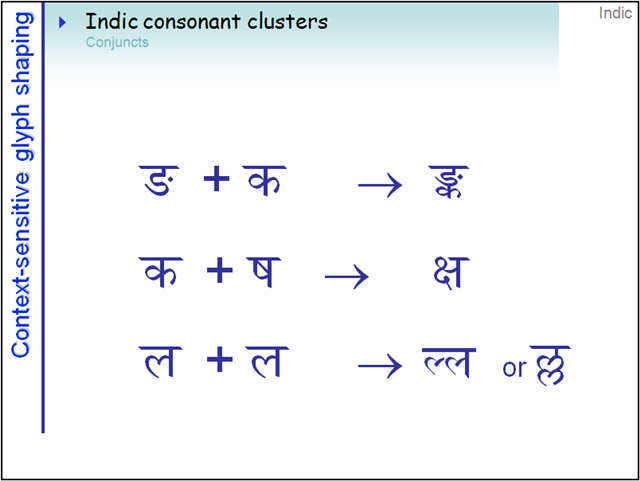 Context-sensitive glyph shaping
Indic consonant clusters
Indic
Conjuncts
ङ + क → ङ्क
क + ष → क्ष
ल + ल → ल्‍ल or ल्ल